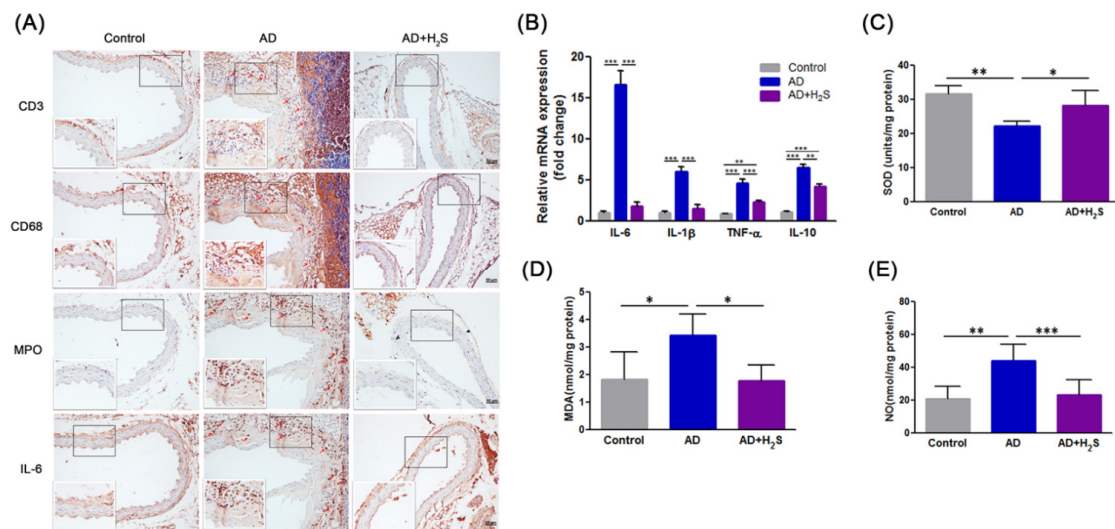 (A)
Control AD AD+H₂S
CD3
CD68
MPO
IL-6
(B)
Relative mRNA expression
(fold change)
20
15
10
5
0
*** ***
*** ***
**
*** ***
***
*** **
Control
AD
AD+H₂S
IL-6 IL-1β TNF-α IL-10
(C)
SOD (units/mg protein)
40
30
20
10
0
** *
Control AD AD+H₂S
(D)
MDA(nmol/mg protein)
5
4
3
2
1
0
* *
Control AD AD+H₂S
(E)
NO(nmol/mg protein)
80
60
40
20
0
** ***
Control AD AD+H₂S